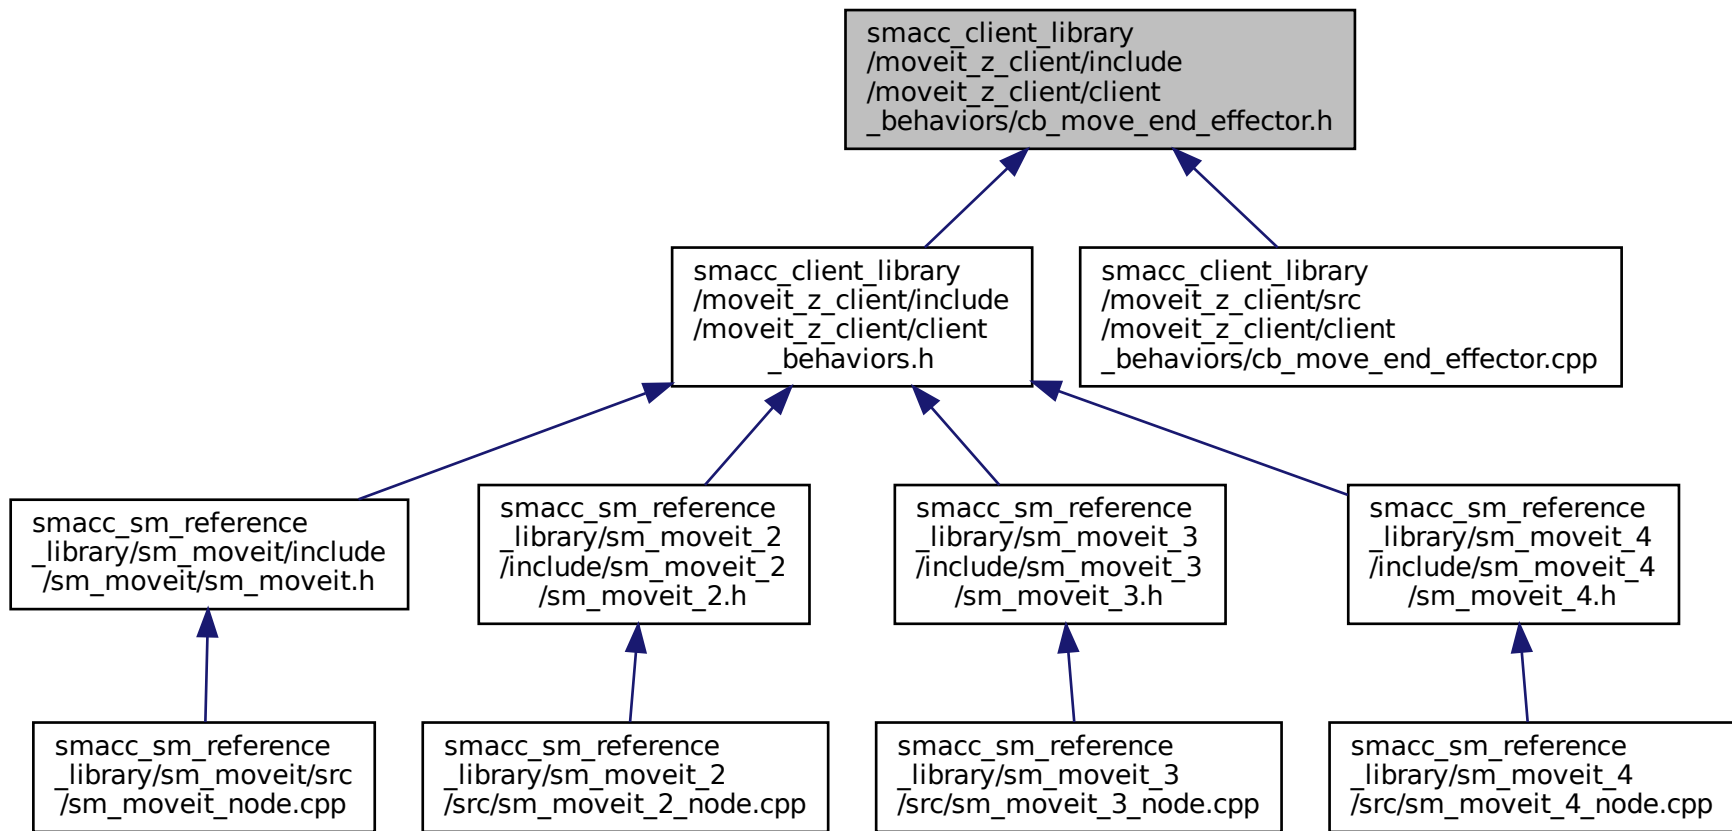 smacc_client_library
/moveit_z_client/include
/moveit_z_client/client
_behaviors/cb_move_end_effector.h
smacc_client_library
/moveit_z_client/include
/moveit_z_client/client
_behaviors.h
smacc_client_library
/moveit_z_client/src
/moveit_z_client/client
_behaviors/cb_move_end_effector.cpp
smacc_sm_reference
_library/sm_moveit/include
/sm_moveit/sm_moveit.h
smacc_sm_reference
_library/sm_moveit_2
/include/sm_moveit_2
/sm_moveit_2.h
smacc_sm_reference
_library/sm_moveit_3
/include/sm_moveit_3
/sm_moveit_3.h
smacc_sm_reference
_library/sm_moveit_4
/include/sm_moveit_4
/sm_moveit_4.h
smacc_sm_reference
_library/sm_moveit/src
/sm_moveit_node.cpp
smacc_sm_reference
_library/sm_moveit_2
/src/sm_moveit_2_node.cpp
smacc_sm_reference
_library/sm_moveit_3
/src/sm_moveit_3_node.cpp
smacc_sm_reference
_library/sm_moveit_4
/src/sm_moveit_4_node.cpp